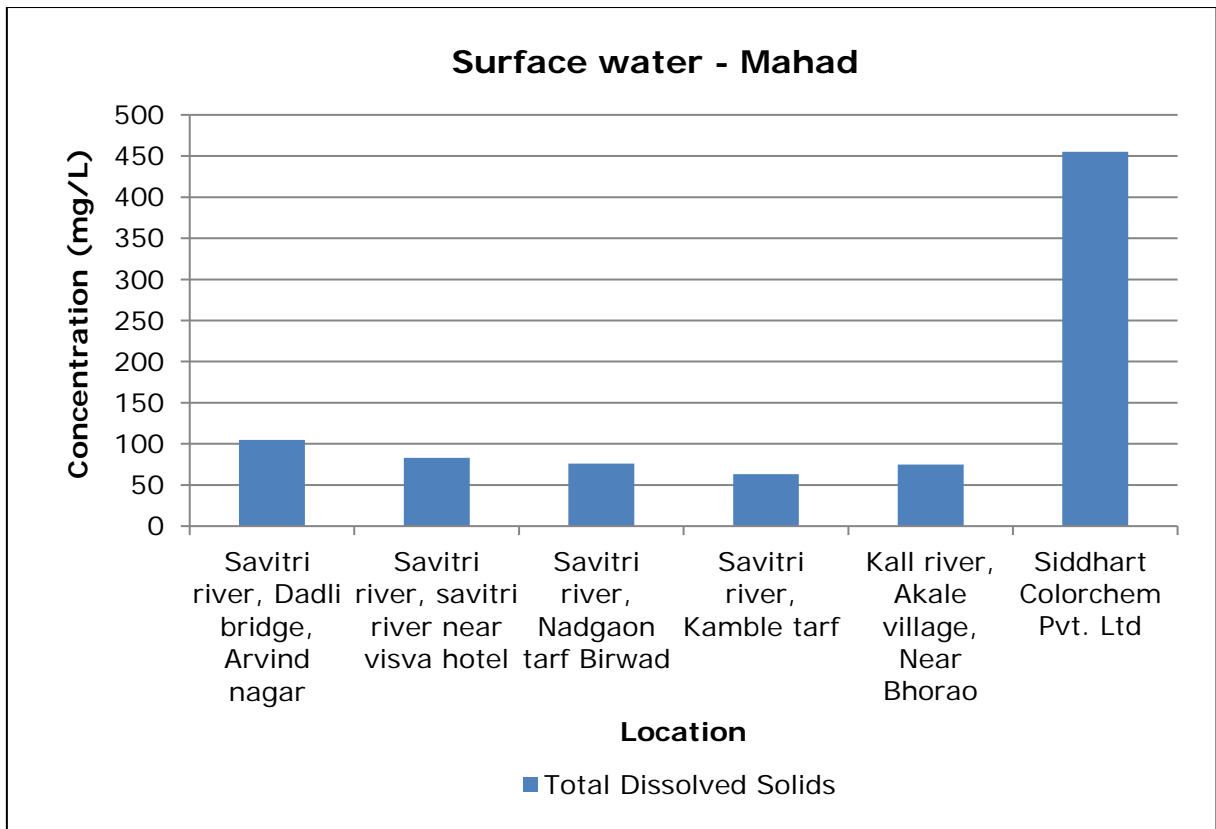 Surface water - Mahad
Concentration (mg/L)
500
450
400
350
300
250
200
150
100
50
0
Savitri
river, Dadli
bridge,
Arvind
nagar
Savitri
river, savitri
river near
visva hotel
Savitri
river,
Nadgaon
tarf Birwad
Savitri
river,
Kamble tarf
Kall river,
Akale
village,
Near
Bhorao
Siddhart
Colorchem
Pvt. Ltd
Location
Total Dissolved Solids